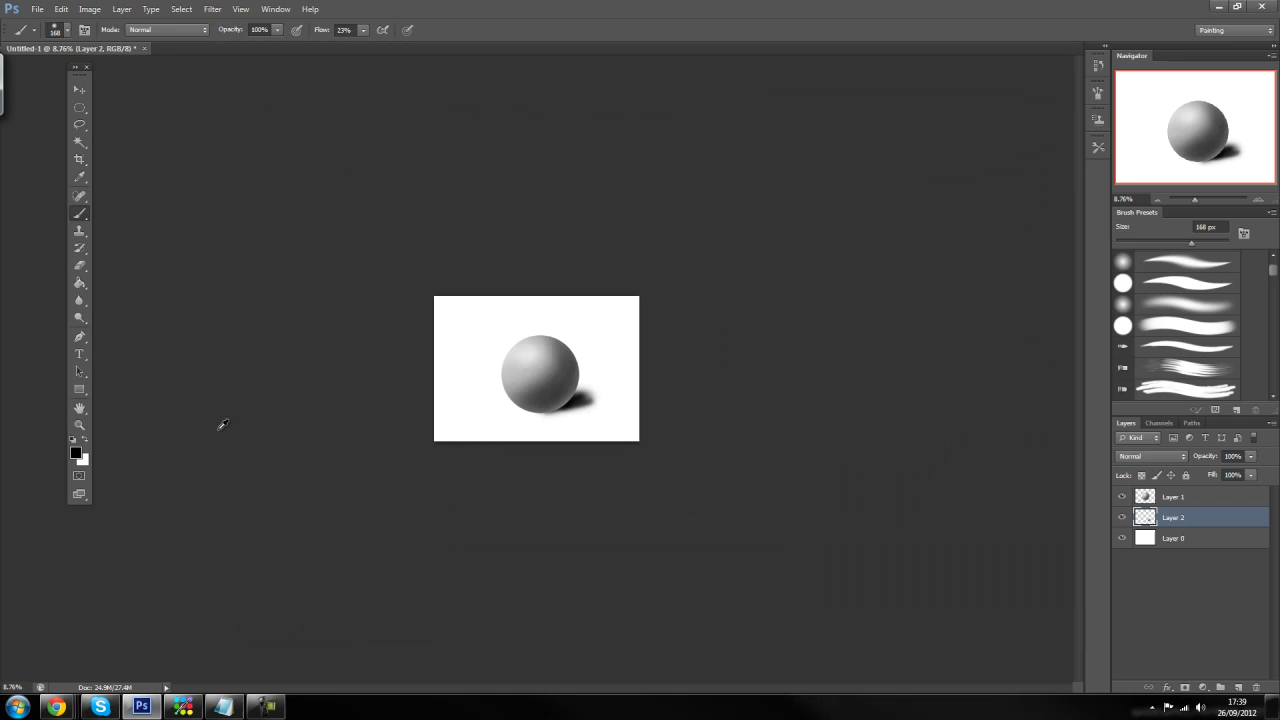 Ps File Edit Image Layer Type Select Filter View Window Help
168 Mode: Normal Opacity: 100% Flow: 23% Painting
Untitled-1 @ 8.76% (Layer 2, RGB/8) *
Navigator
8.76%
Brush Presets
Size: 168 px
Layers Channels Paths
Kind
Normal Opacity: 100%
Lock: Fill: 100%
Layer 1
Layer 2
Layer 0
8.76% Doc: 24.9M/27.4M
Ps
17:39
26/09/2012